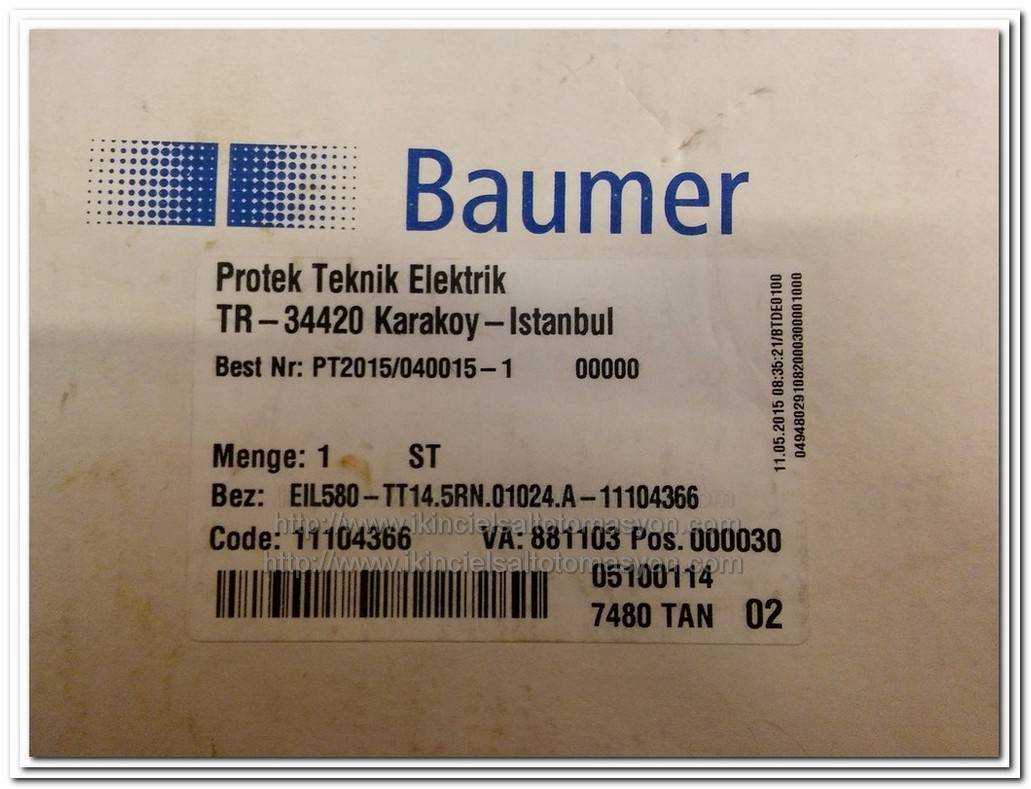 Baumer
Protek Teknik Elektrik
TR-34420 Karakoy-Istanbul
Best Nr: PT2015/040015-1 00000
Menge: 1 ST
Bez: EIL580-TT14.5RN.01024.A-11104366
http://www.ikincielsaltotomasyon.com
Code: 11104366 VA: 881103 Pos. 000030
http://www.ikincielsaltotomasyon.com
05100114
7480 TAN 02
11.05.2015 08:35:21/BTDE0100
0494802910820003000001000